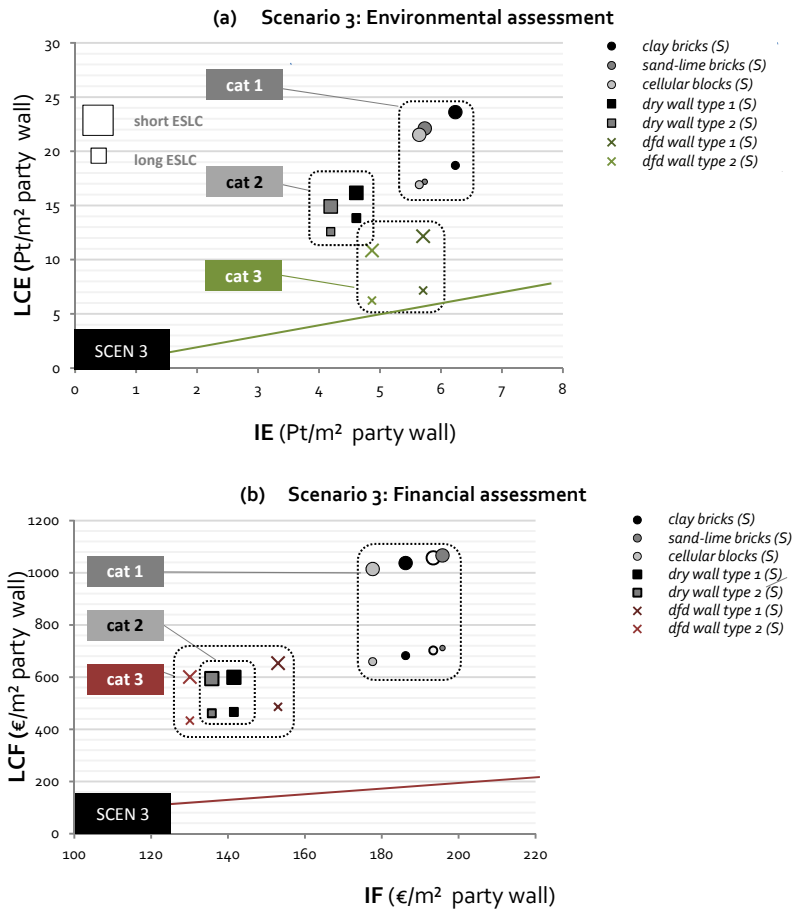 (a) Scenario 3: Environmental assessment
LCE (Pt/m² party wall)
30
25
20
15
10
5
0
cat 1
short ESLC
long ESLC
cat 2
cat 3
SCEN 3
0 1 2 3 4 5 6 7 8
IE (Pt/m² party wall)
clay bricks (S)
sand-lime bricks (S)
cellular blocks (S)
dry wall type 1 (S)
dry wall type 2 (S)
dfd wall type 1 (S)
dfd wall type 2 (S)
(b) Scenario 3: Financial assessment
LCF (€/m² party wall)
1200
1000
800
600
400
200
0
cat 1
cat 2
cat 3
SCEN 3
100 120 140 160 180 200 220
IF (€/m² party wall)
clay bricks (S)
sand-lime bricks (S)
cellular blocks (S)
dry wall type 1 (S)
dry wall type 2 (S)
dfd wall type 1 (S)
dfd wall type 2 (S)